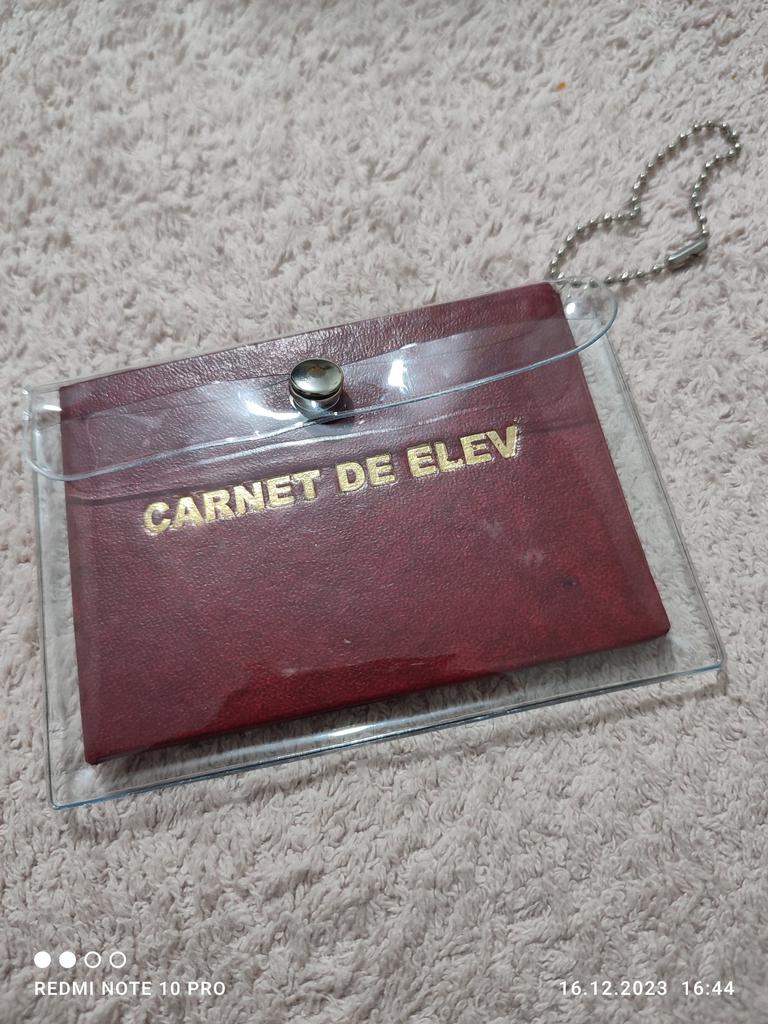 CARNET DE ELEV
REDMI NOTE 10 PRO
16.12.2023 16:44